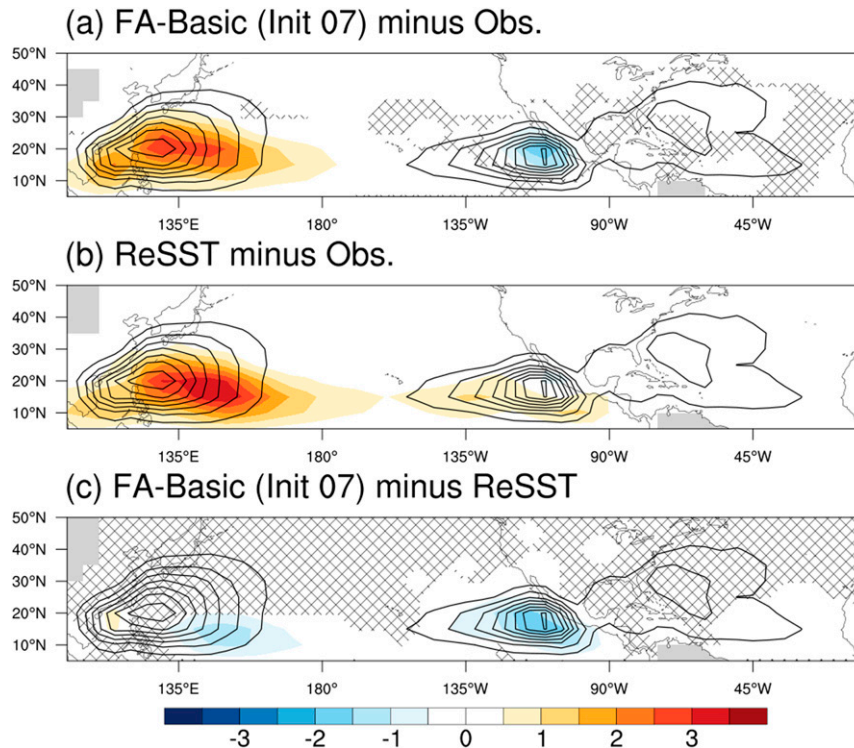 (a) FA-Basic (Init 07) minus Obs.
50°N
40°N
30°N
20°N
10°N
135°E 180° 135°W 90°W 45°W
(b) ReSST minus Obs.
50°N
40°N
30°N
20°N
10°N
135°E 180° 135°W 90°W 45°W
(c) FA-Basic (Init 07) minus ReSST
50°N
40°N
30°N
20°N
10°N
135°E 180° 135°W 90°W 45°W
-3 -2 -1 0 1 2 3